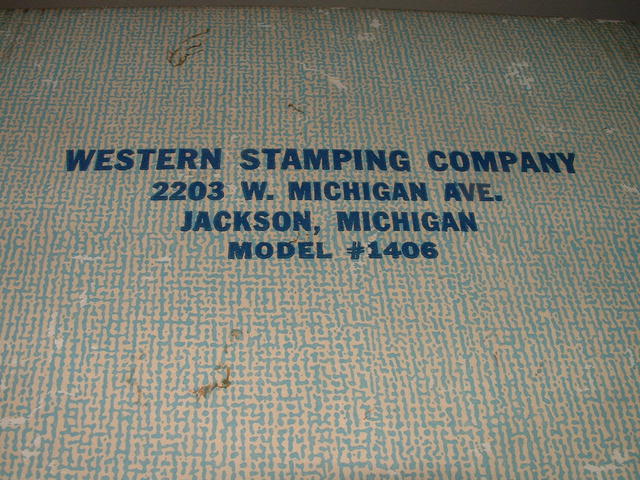 WESTERN STAMPING COMPANY
2203 W. MICHIGAN AVE.
JACKSON, MICHIGAN
MODEL #1406